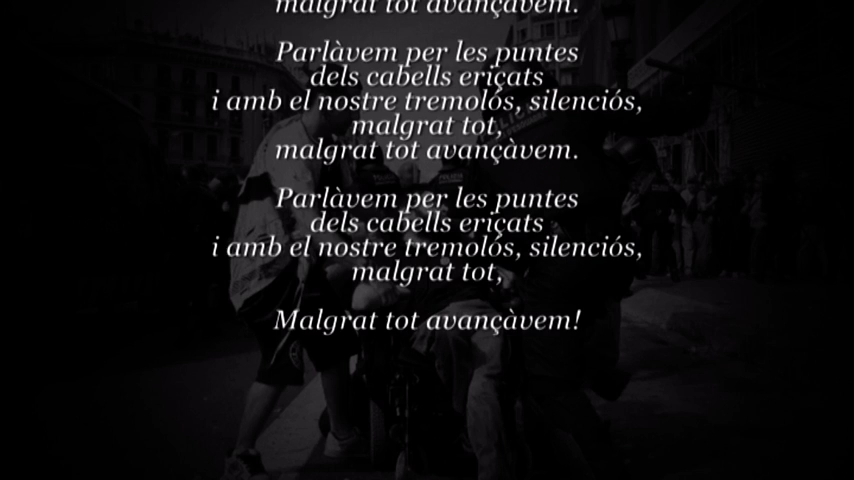 malgrat tot avançàvem.
Parlàvem per les puntes
dels cabells eriçats
i amb el nostre tremolós, silenciós,
malgrat tot,
malgrat tot avançàvem.
Parlàvem per les puntes
dels cabells eriçats
i amb el nostre tremolós, silenciós,
malgrat tot,
Malgrat tot avançàvem!